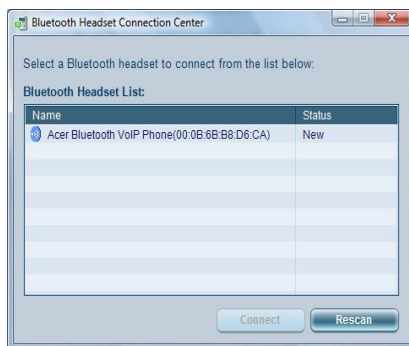 Bluetooth Headset Connection Center
Select a Bluetooth headset to connect from the list below:
Bluetooth Headset List:
Name Status
Acer Bluetooth VoIP Phone(00:0B:6B:B8:D6:CA) New
Connect Rescan